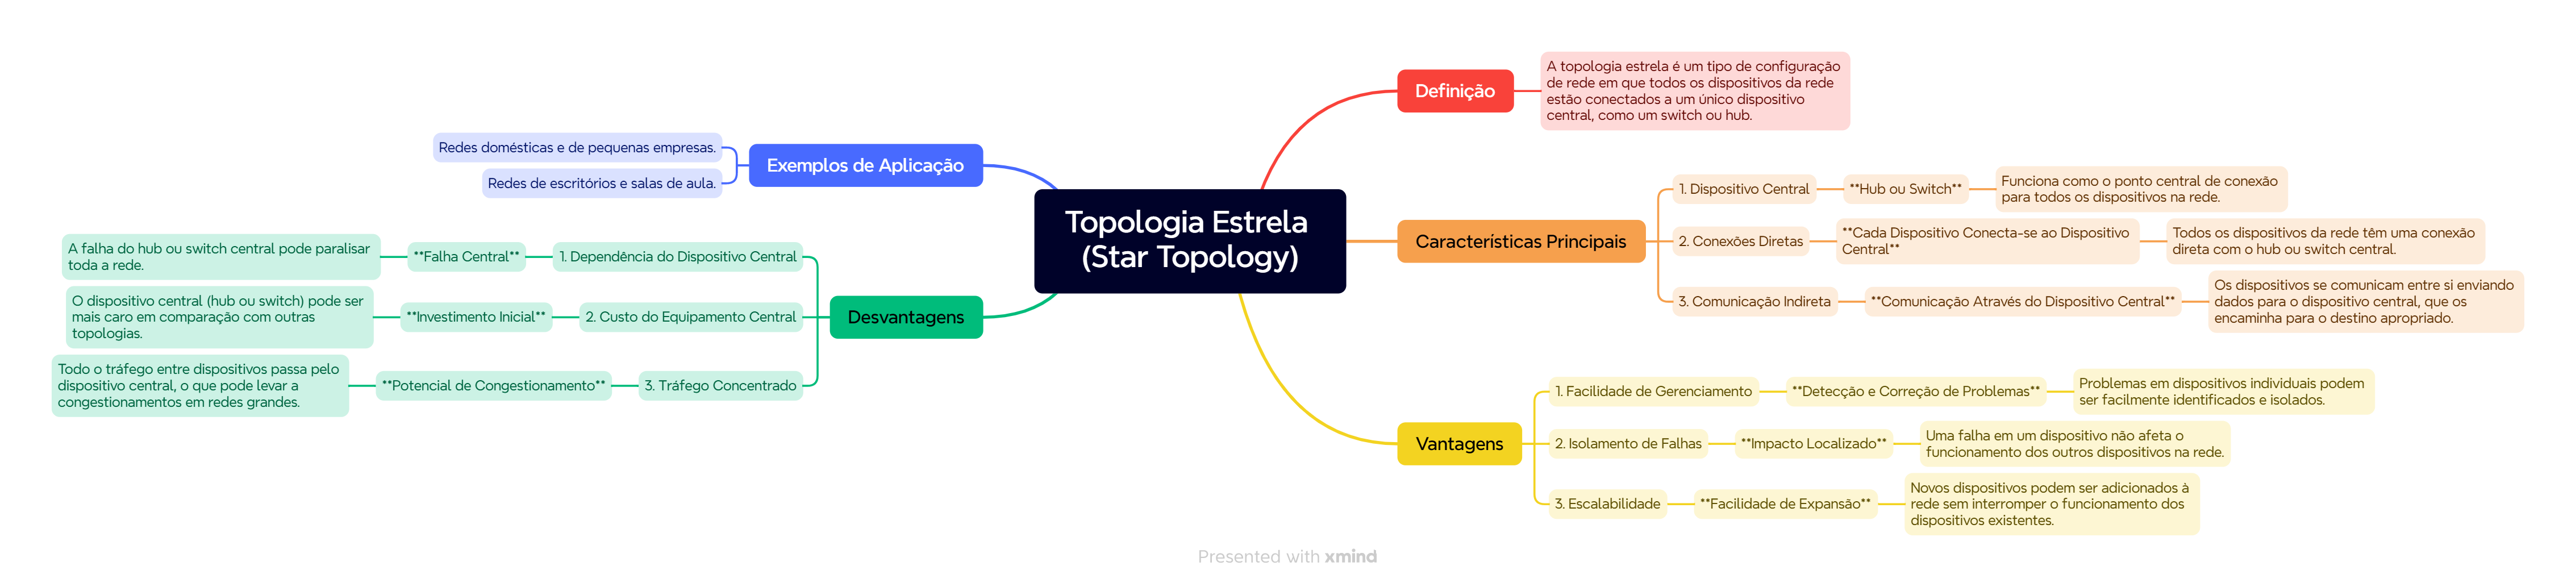 Topologia Estrela
(Star Topology)
Definição
A topologia estrela é um tipo de configuração
de rede em que todos os dispositivos da rede
estão conectados a um único dispositivo
central, como um switch ou hub.
Características Principais
1. Dispositivo Central
**Hub ou Switch**
Funciona como o ponto central de conexão
para todos os dispositivos na rede.
2. Conexões Diretas
**Cada Dispositivo Conecta-se ao Dispositivo
Central**
Todos os dispositivos da rede têm uma conexão
direta com o hub ou switch central.
3. Comunicação Indireta
**Comunicação Através do Dispositivo Central**
Os dispositivos se comunicam entre si enviando
dados para o dispositivo central, que os
encaminha para o destino apropriado.
Vantagens
1. Facilidade de Gerenciamento
**Detecção e Correção de Problemas**
Problemas em dispositivos individuais podem
ser facilmente identificados e isolados.
2. Isolamento de Falhas
**Impacto Localizado**
Uma falha em um dispositivo não afeta o
funcionamento dos outros dispositivos na rede.
3. Escalabilidade
**Facilidade de Expansão**
Novos dispositivos podem ser adicionados à
rede sem interromper o funcionamento dos
dispositivos existentes.
Exemplos de Aplicação
Redes domésticas e de pequenas empresas.
Redes de escritórios e salas de aula.
Desvantagens
1. Dependência do Dispositivo Central
**Falha Central**
A falha do hub ou switch central pode paralisar
toda a rede.
2. Custo do Equipamento Central
**Investimento Inicial**
O dispositivo central (hub ou switch) pode ser
mais caro em comparação com outras
topologias.
3. Tráfego Concentrado
**Potencial de Congestionamento**
Todo o tráfego entre dispositivos passa pelo
dispositivo central, o que pode levar a
congestionamentos em redes grandes.
Presented with xmind